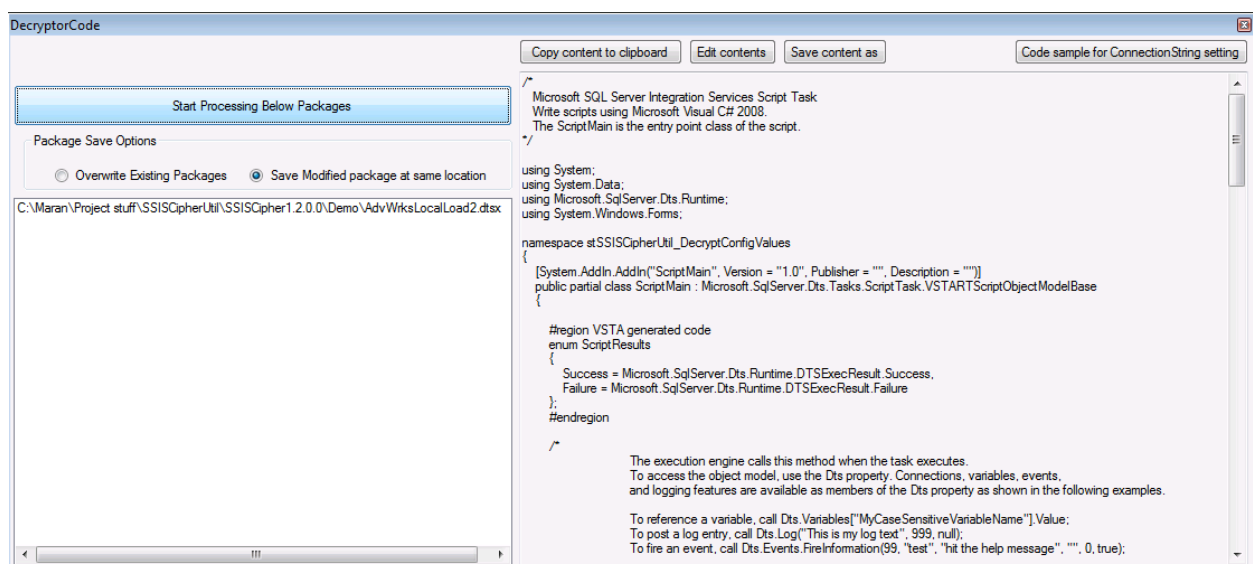 DecryptorCode
Copy content to clipboard
Edit contents
Save content as
Code sample for ConnectionString setting
Start Processing Below Packages
Package Save Options
Overwrite Existing Packages
Save Modified package at same location
C:\Maran\Project stuff\SSISCipherUtil\SSISCipher1.2.0.0\Demo\AdvWrksLocalLoad2.dtsx
/*
Microsoft SQL Server Integration Services Script Task
Write scripts using Microsoft Visual C# 2008.
The ScriptMain is the entry point class of the script.
*/
using System;
using System.Data;
using Microsoft.SqlServer.Dts.Runtime;
using System.Windows.Forms;
namespace stSSISCipherUtil_DecryptConfigValues
{
[System.AddIn.AddIn("ScriptMain", Version = "1.0", Publisher = "", Description = "")]
public partial class ScriptMain : Microsoft.SqlServer.Dts.Tasks.ScriptTask.VSTARTScriptObjectModelBase
{
#region VSTA generated code
enum ScriptResults
{
Success = Microsoft.SqlServer.Dts.Runtime.DTSExecResult.Success,
Failure = Microsoft.SqlServer.Dts.Runtime.DTSExecResult.Failure
};
#endregion
/*
The execution engine calls this method when the task executes.
To access the object model, use the Dts property. Connections, variables, events,
and logging features are available as members of the Dts property as shown in the following examples.
To reference a variable, call Dts.Variables["MyCaseSensitiveVariableName"].Value;
To post a log entry, call Dts.Log("This is my log text", 999, null);
To fire an event, call Dts.Events.FireInformation(99, "test", "hit the help message", "", 0, true);